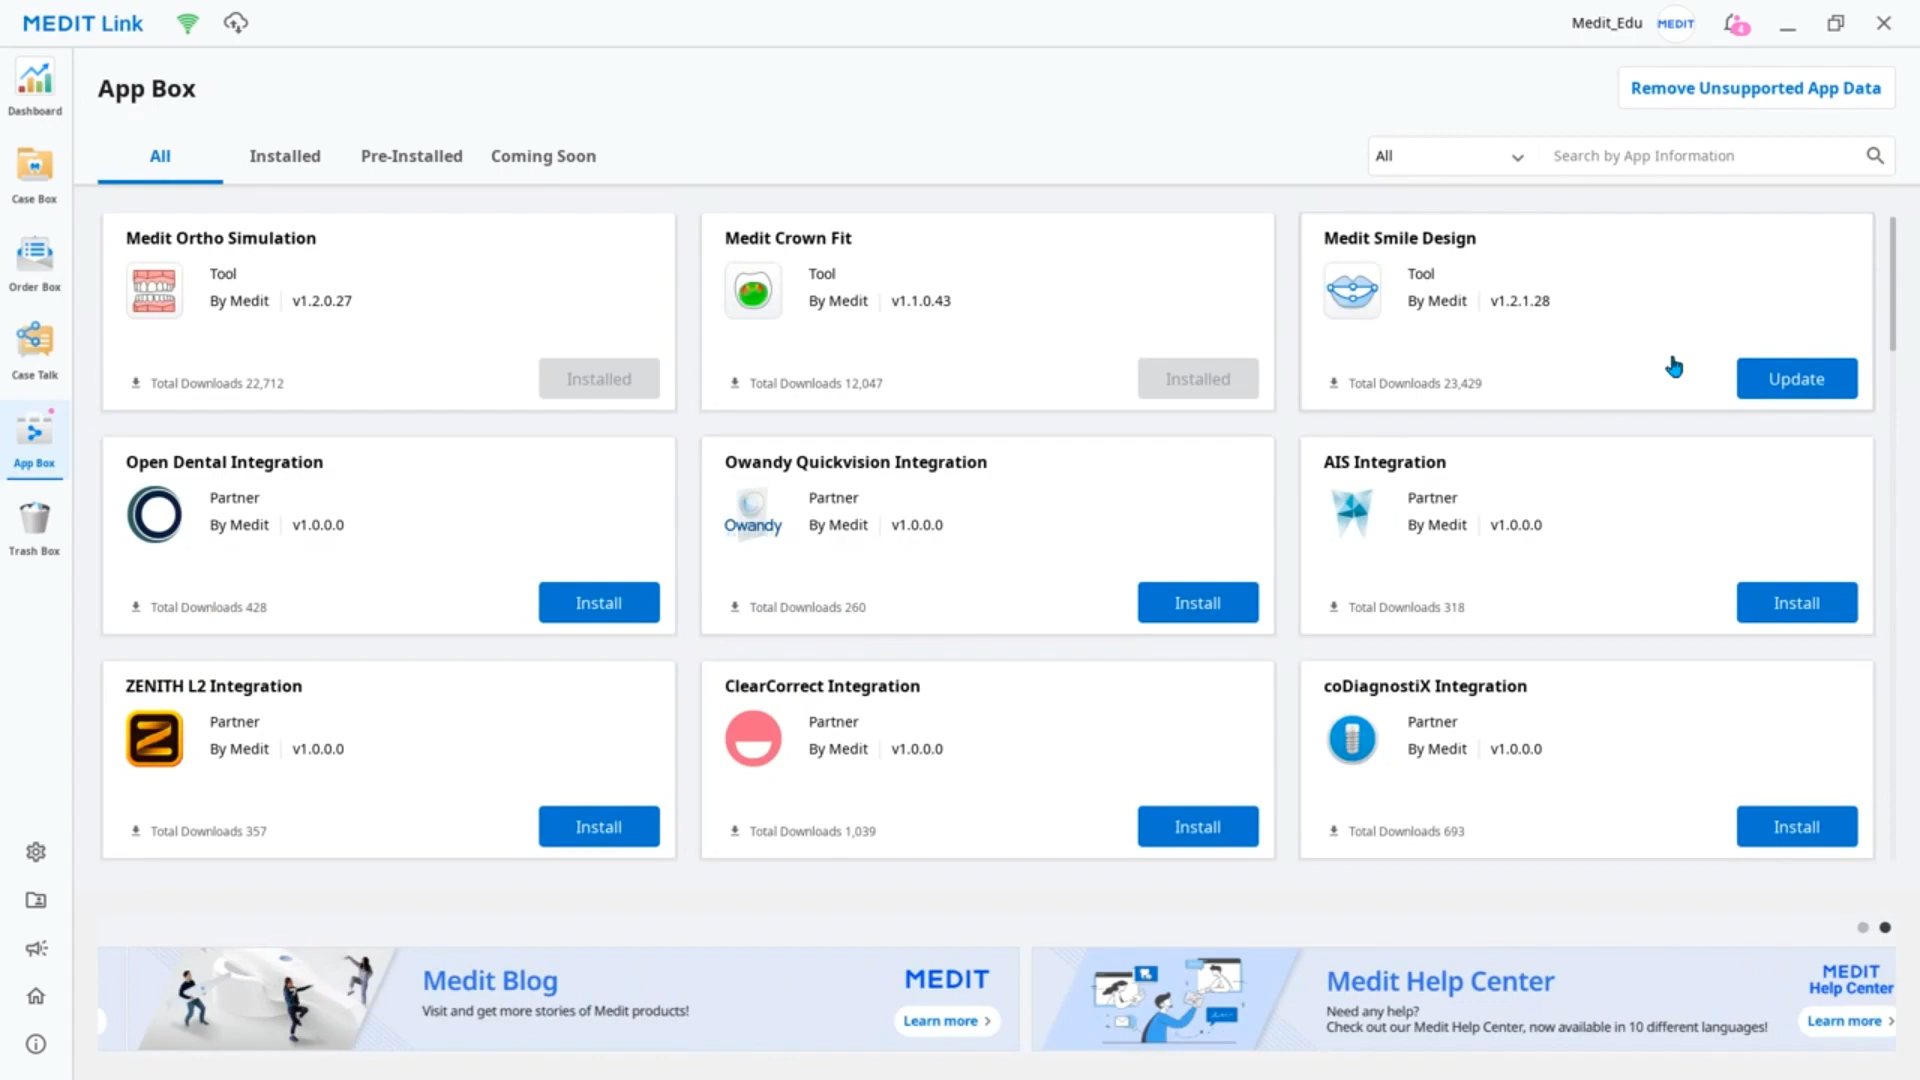 MEDIT Link
Medit_Edu
MEDIT
4
Dashboard
Case Box
Order Box
Case Talk
App Box
Trash Box
App Box
Remove Unsupported App Data
All
Installed
Pre-Installed
Coming Soon
All
Search by App Information
Medit Ortho Simulation
Tool
By Medit
v1.2.0.27
Total Downloads 22,712
Installed
Medit Crown Fit
Tool
By Medit
v1.1.0.43
Total Downloads 12,047
Installed
Medit Smile Design
Tool
By Medit
v1.2.1.28
Total Downloads 23,429
Update
Open Dental Integration
Partner
By Medit
v1.0.0.0
Total Downloads 428
Install
Owandy Quickvision Integration
Owandy
Partner
By Medit
v1.0.0.0
Total Downloads 260
Install
AIS Integration
Partner
By Medit
v1.0.0.0
Total Downloads 318
Install
ZENITH L2 Integration
Partner
By Medit
v1.0.0.0
Total Downloads 357
Install
ClearCorrect Integration
Partner
By Medit
v1.0.0.0
Total Downloads 1,039
Install
coDiagnostiX Integration
Partner
By Medit
v1.0.0.0
Total Downloads 693
Install
Medit Blog
Visit and get more stories of Medit products!
MEDIT
Learn more
Medit Help Center
Need any help?
Check out our Medit Help Center, now available in 10 different languages!
MEDIT
Help Center
Learn more